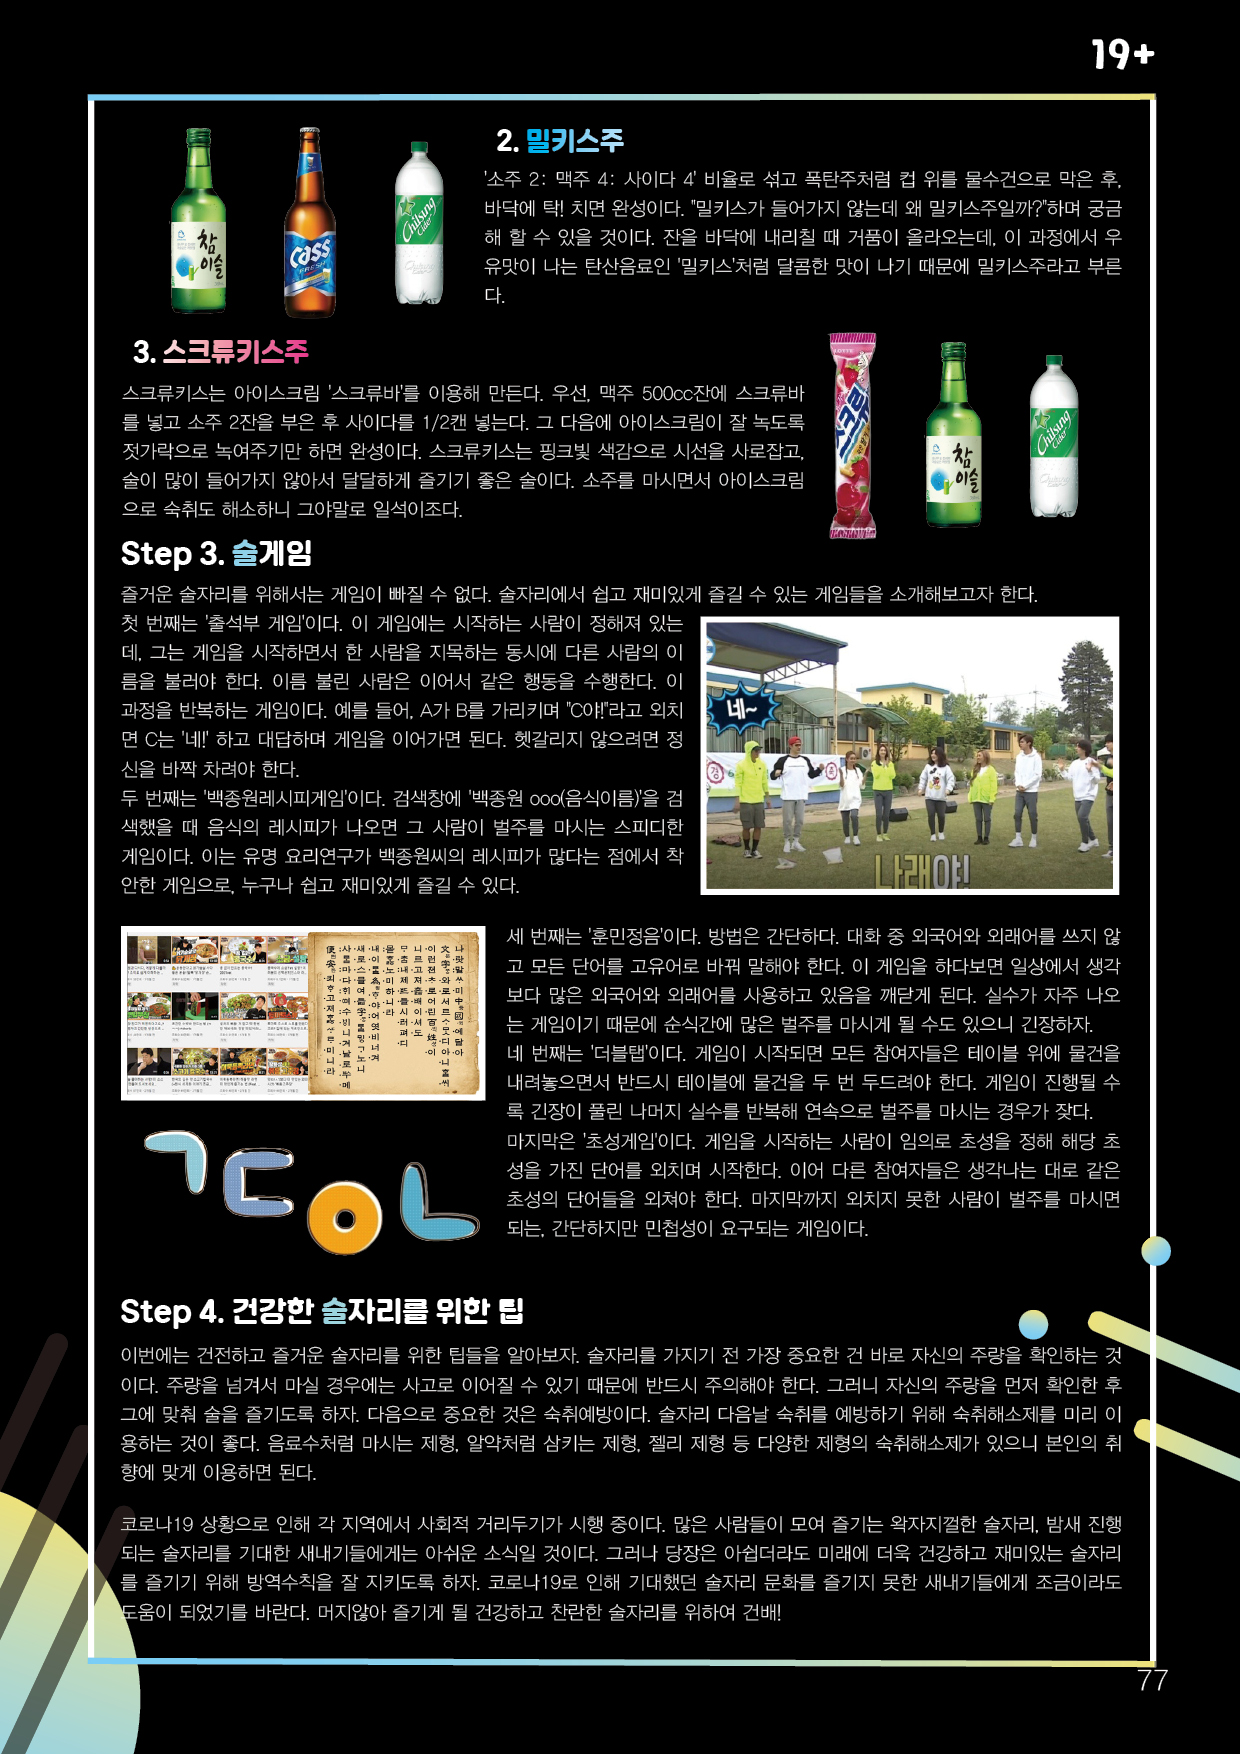 19+
2. 밀키스주
'소주 2: 맥주 4: 사이다 4' 비율로 섞고 폭탄주처럼 컵 위를 물수건으로 막은 후,
바닥에 탁! 치면 완성이다. "밀키스가 들어가지 않는데 왜 밀키스주일까?"하며 궁금
해 할 수 있을 것이다. 잔을 바닥에 내리칠 때 거품이 올라오는데, 이 과정에서 우
유맛이 나는 탄산음료인 '밀키스'처럼 달콤한 맛이 나기 때문에 밀키스주라고 부른
다.
참이슬
Cass
FRESH
Chilsung
Cider
3. 스크류키스주
스크류키스는 아이스크림 '스크루바'를 이용해 만든다. 우선, 맥주 500cc잔에 스크루바
를 넣고 소주 2잔을 부은 후 사이다를 1/2캔 넣는다. 그 다음에 아이스크림이 잘 녹도록
젓가락으로 녹여주기만 하면 완성이다. 스크류키스는 핑크빛 색감으로 시선을 사로잡고,
술이 많이 들어가지 않아서 달달하게 즐기기 좋은 술이다. 소주를 마시면서 아이스크림
으로 숙취도 해소하니 그야말로 일석이조다.
참이슬
Chilsung
Cider
Step 3. 술게임
즐거운 술자리를 위해서는 게임이 빠질 수 없다. 술자리에서 쉽고 재미있게 즐길 수 있는 게임들을 소개해보고자 한다.
첫 번째는 '출석부 게임'이다. 이 게임에는 시작하는 사람이 정해져 있는
데, 그는 게임을 시작하면서 한 사람을 지목하는 동시에 다른 사람의 이
름을 불러야 한다. 이름 불린 사람은 이어서 같은 행동을 수행한다. 이
과정을 반복하는 게임이다. 예를 들어, A가 B를 가리키며 "C야!"라고 외치
면 C는 '네!' 하고 대답하며 게임을 이어가면 된다. 헷갈리지 않으려면 정
신을 바짝 차려야 한다.
두 번째는 '백종원레시피게임'이다. 검색창에 '백종원 ooo(음식이름)'을 검
색했을 때 음식의 레시피가 나오면 그 사람이 벌주를 마시는 스피디한
게임이다. 이는 유명 요리연구가 백종원씨의 레시피가 많다는 점에서 착
안한 게임으로, 누구나 쉽고 재미있게 즐길 수 있다.
네~
나래야!
세 번째는 '훈민정음'이다. 방법은 간단하다. 대화 중 외국어와 외래어를 쓰지 않
고 모든 단어를 고유어로 바꿔 말해야 한다. 이 게임을 하다보면 일상에서 생각
보다 많은 외국어와 외래어를 사용하고 있음을 깨닫게 된다. 실수가 자주 나오
는 게임이기 때문에 순식간에 많은 벌주를 마시게 될 수도 있으니 긴장하자.
네 번째는 '더블탭'이다. 게임이 시작되면 모든 참여자들은 테이블 위에 물건을
내려놓으면서 반드시 테이블에 물건을 두 번 두드려야 한다. 게임이 진행될 수
록 긴장이 풀린 나머지 실수를 반복해 연속으로 벌주를 마시는 경우가 잦다.
마지막은 '초성게임'이다. 게임을 시작하는 사람이 임의로 초성을 정해 해당 초
성을 가진 단어를 외치며 시작한다. 이어 다른 참여자들은 생각나는 대로 같은
초성의 단어들을 외쳐야 한다. 마지막까지 외치지 못한 사람이 벌주를 마시면
되는, 간단하지만 민첩성이 요구되는 게임이다.
ㄱㄷㅇㄴ
Step 4. 건강한 술자리를 위한 팁
이번에는 건전하고 즐거운 술자리를 위한 팁들을 알아보자. 술자리를 가지기 전 가장 중요한 건 바로 자신의 주량을 확인하는 것
이다. 주량을 넘겨서 마실 경우에는 사고로 이어질 수 있기 때문에 반드시 주의해야 한다. 그러니 자신의 주량을 먼저 확인한 후
그에 맞춰 술을 즐기도록 하자. 다음으로 중요한 것은 숙취예방이다. 술자리 다음날 숙취를 예방하기 위해 숙취해소제를 미리 이
용하는 것이 좋다. 음료수처럼 마시는 제형, 알약처럼 삼키는 제형, 젤리 제형 등 다양한 제형의 숙취해소제가 있으니 본인의 취
향에 맞게 이용하면 된다.
코로나19 상황으로 인해 각 지역에서 사회적 거리두기가 시행 중이다. 많은 사람들이 모여 즐기는 왁자지껄한 술자리, 밤새 진행
되는 술자리를 기대한 새내기들에게는 아쉬운 소식일 것이다. 그러나 당장은 아쉽더라도 미래에 더욱 건강하고 재미있는 술자리
를 즐기기 위해 방역수칙을 잘 지키도록 하자. 코로나19로 인해 기대했던 술자리 문화를 즐기지 못한 새내기들에게 조금이라도
도움이 되었기를 바란다. 머지않아 즐기게 될 건강하고 찬란한 술자리를 위하여 건배!
77